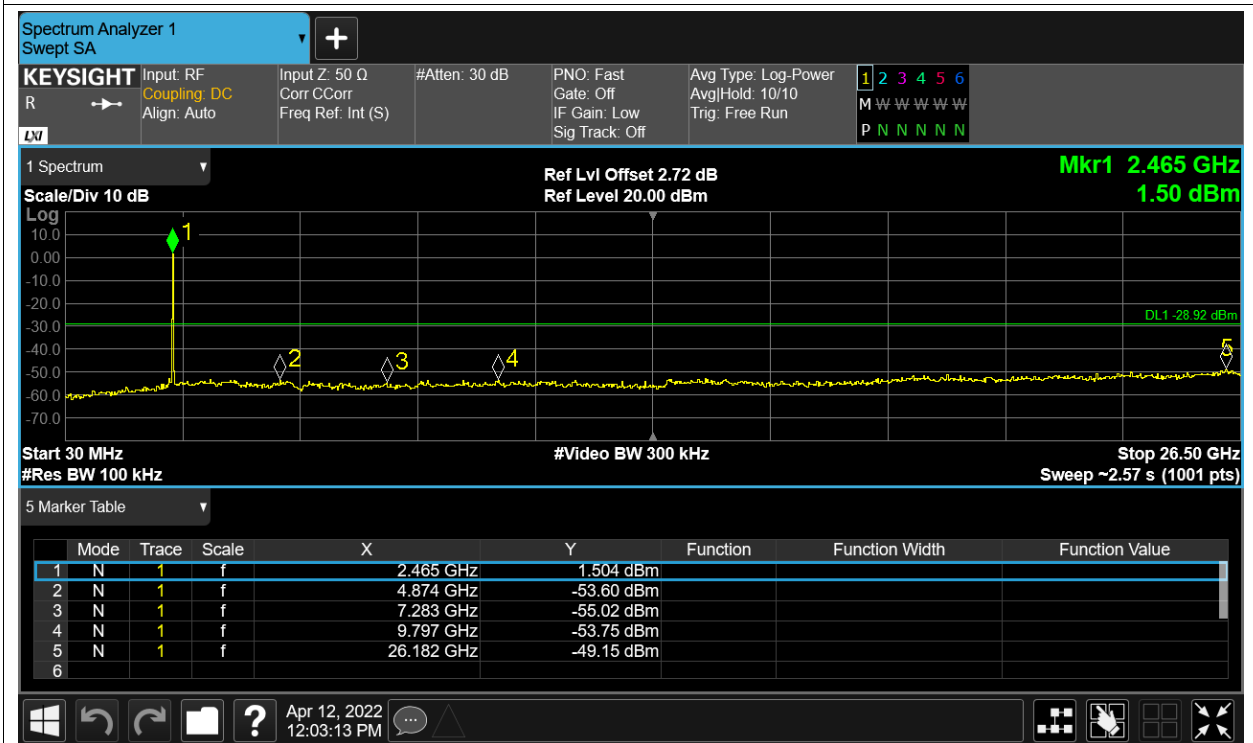 Spectrum Analyzer 1
Swept SA
+
KEYSIGHT
R
LXI
Input: RF
Coupling: DC
Align: Auto
Input Z: 50 Ω
Corr CCorr
Freq Ref: Int (S)
#Atten: 30 dB
PNO: Fast
Gate: Off
IF Gain: Low
Sig Track: Off
Avg Type: Log-Power
Avg|Hold: 10/10
Trig: Free Run
1 2 3 4 5 6
M W W W W W
P N N N N N
1 Spectrum
Scale/Div 10 dB
Ref Lvl Offset 2.72 dB
Ref Level 20.00 dBm
Mkr1 2.465 GHz
1.50 dBm
Log
10.0
0.00
-10.0
-20.0
-30.0
-40.0
-50.0
-60.0
-70.0
1
2
3
4
5
DL1 -28.92 dBm
Start 30 MHz
#Res BW 100 kHz
#Video BW 300 kHz
Stop 26.50 GHz
Sweep ~2.57 s (1001 pts)
5 Marker Table
Mode Trace Scale X Y Function Function Width Function Value
1 N 1 f 2.465 GHz 1.504 dBm
2 N 1 f 4.874 GHz -53.60 dBm
3 N 1 f 7.283 GHz -55.02 dBm
4 N 1 f 9.797 GHz -53.75 dBm
5 N 1 f 26.182 GHz -49.15 dBm
6
?
Apr 12, 2022
12:03:13 PM